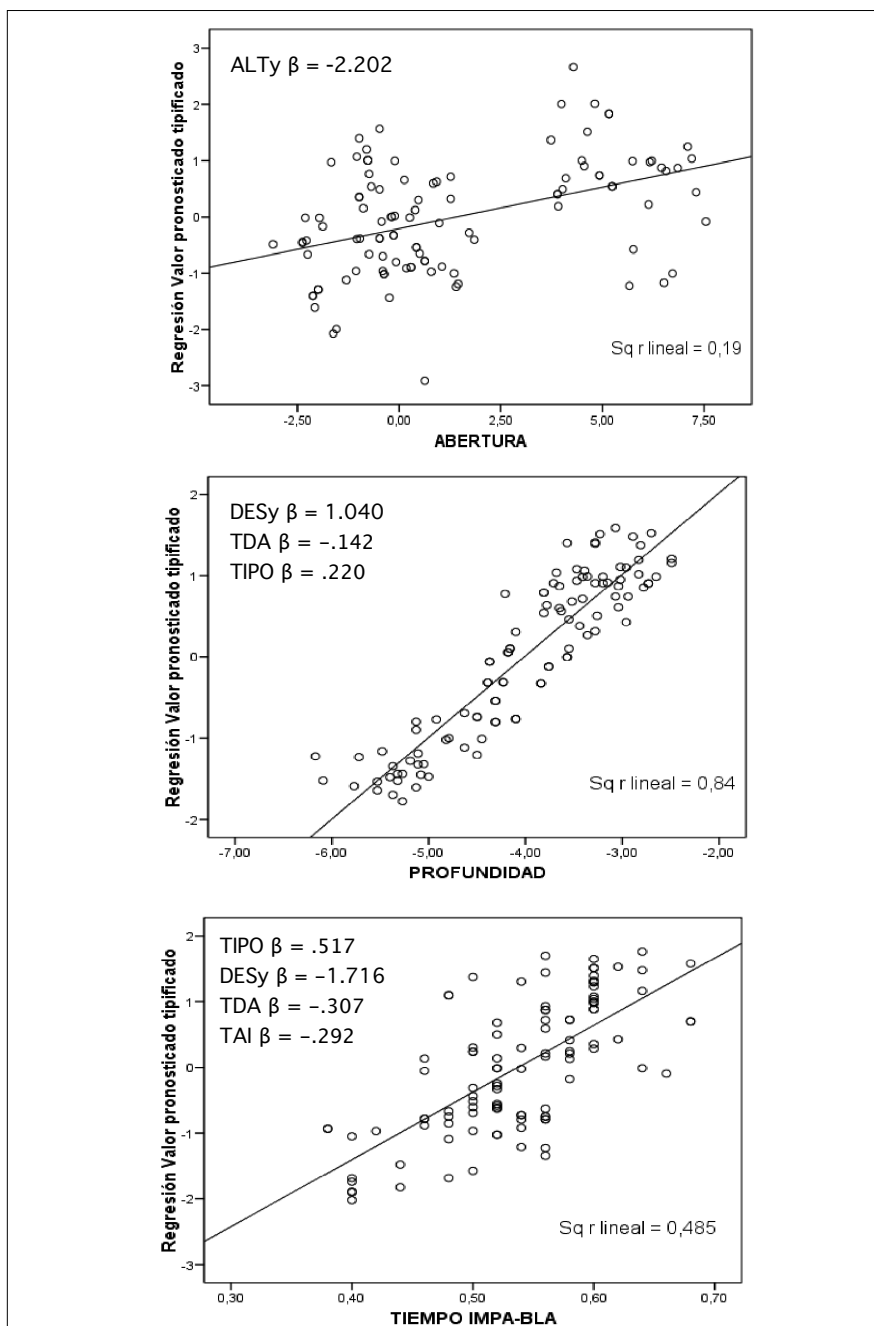 ALTy β = -2.202
Regresión Valor pronosticado tipificado
3
2
1
0
-1
-2
-3
Sq r lineal = 0,19
-2,50 0,00 2,50 5,00 7,50
ABERTURA
DESy β = 1.040
TDA β = –.142
TIPO β = .220
Regresión Valor pronosticado tipificado
2
1
0
-1
-2
Sq r lineal = 0,84
-7,00 -6,00 -5,00 -4,00 -3,00 -2,00
PROFUNDIDAD
TIPO β = .517
DESy β = –1.716
TDA β = –.307
TAI β = –.292
Regresión Valor pronosticado tipificado
2
1
0
-1
-2
-3
Sq r lineal = 0,485
0,30 0,40 0,50 0,60 0,70
TIEMPO IMPA-BLA